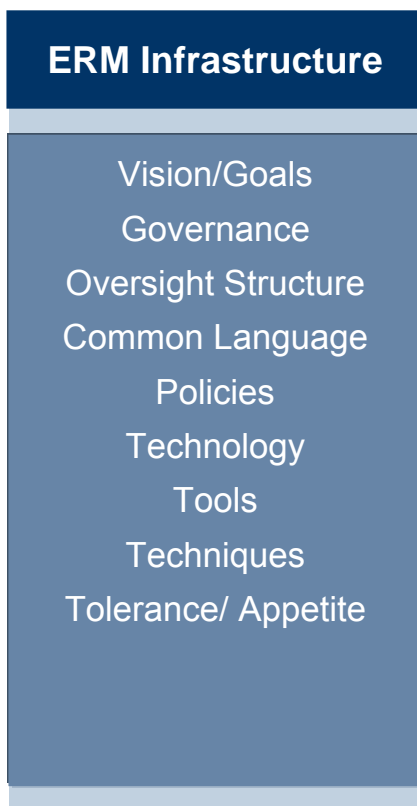 ERM Infrastructure
Vision/Goals
Governance
Oversight Structure
Common Language
Policies
Technology
Tools
Techniques
Tolerance/ Appetite